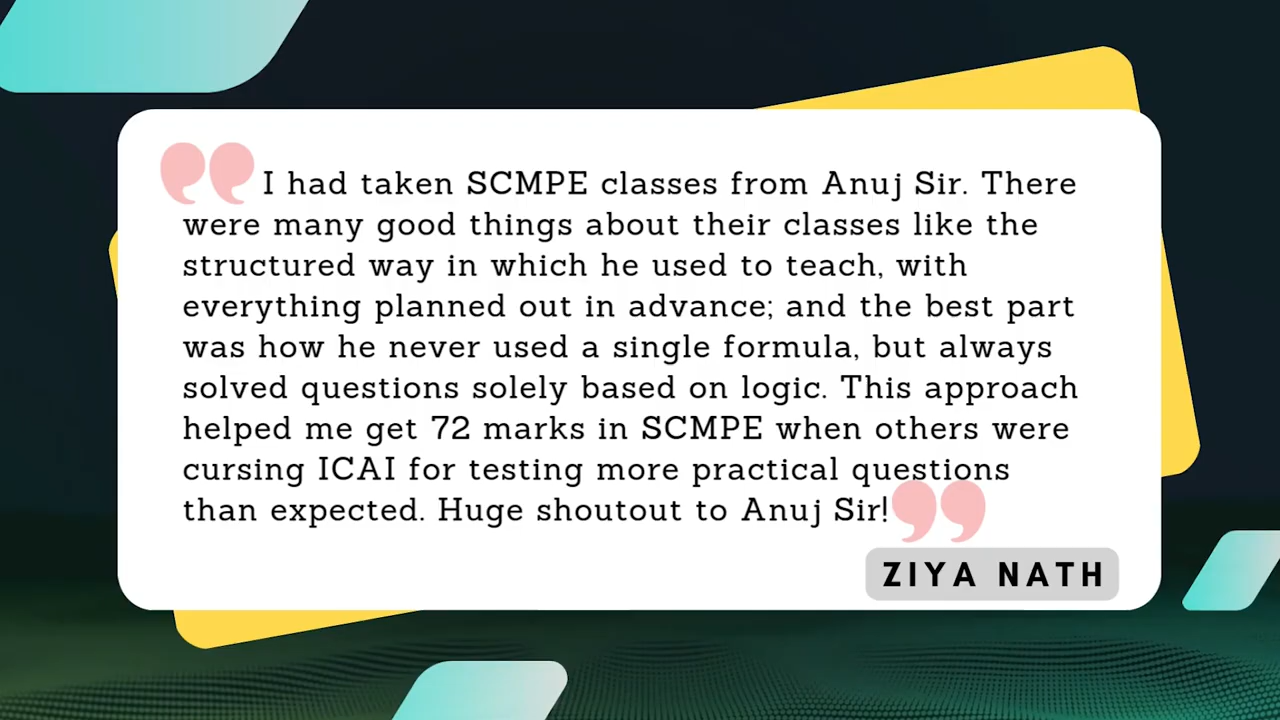 I had taken SCMPE classes from Anuj Sir. There
were many good things about their classes like the
structured way in which he used to teach, with
everything planned out in advance; and the best part
was how he never used a single formula, but always
solved questions solely based on logic. This approach
helped me get 72 marks in SCMPE when others were
cursing ICAI for testing more practical questions
than expected. Huge shoutout to Anuj Sir!
ZIYA NATH